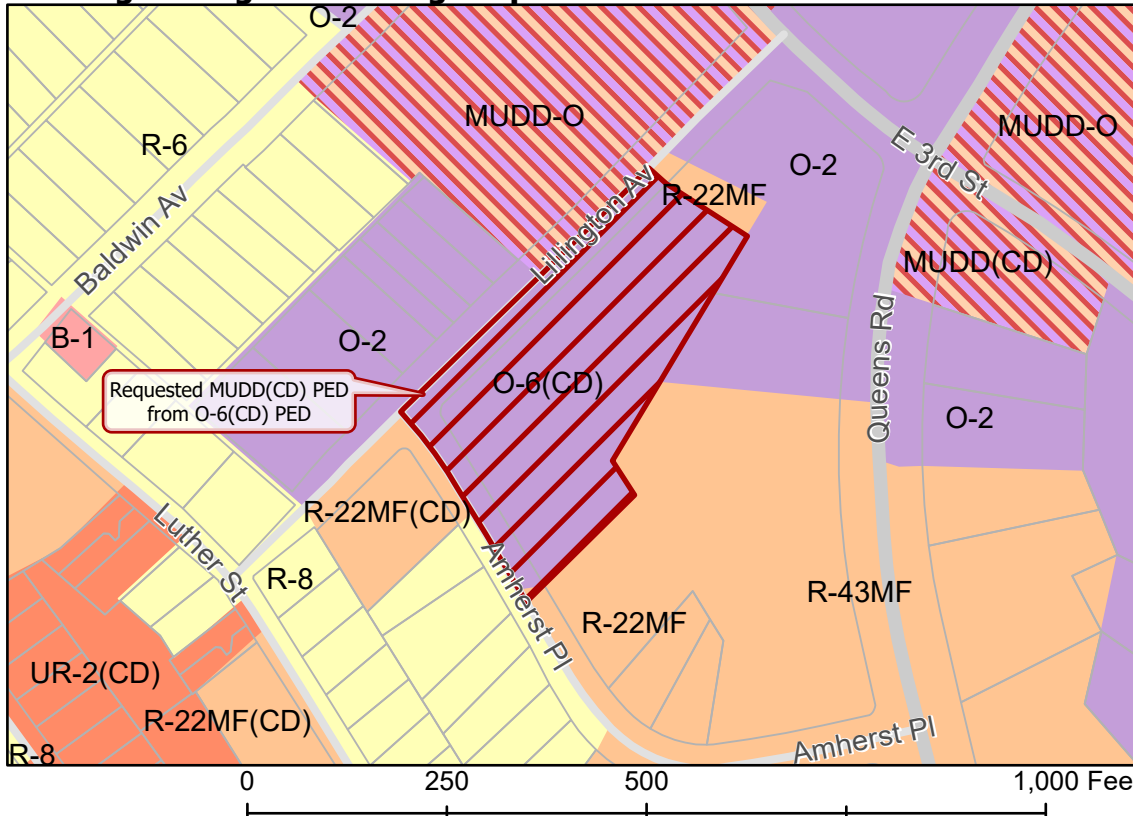 O-2
MUDD-O
MUDD-O
R-6
E 3rd St
O-2
R-22MF
Baldwin Av
Lillington Av
MUDD(CD)
B-1
O-2
Requested MUDD(CD) PED
from O-6(CD) PED
O-6(CD)
Queens Rd
O-2
R-22MF(CD)
Luther St
R-8
Amherst Pl
R-43MF
R-22MF
UR-2(CD)
R-22MF(CD)
Amherst Pl
R-8
0 250 500 1,000 Fee